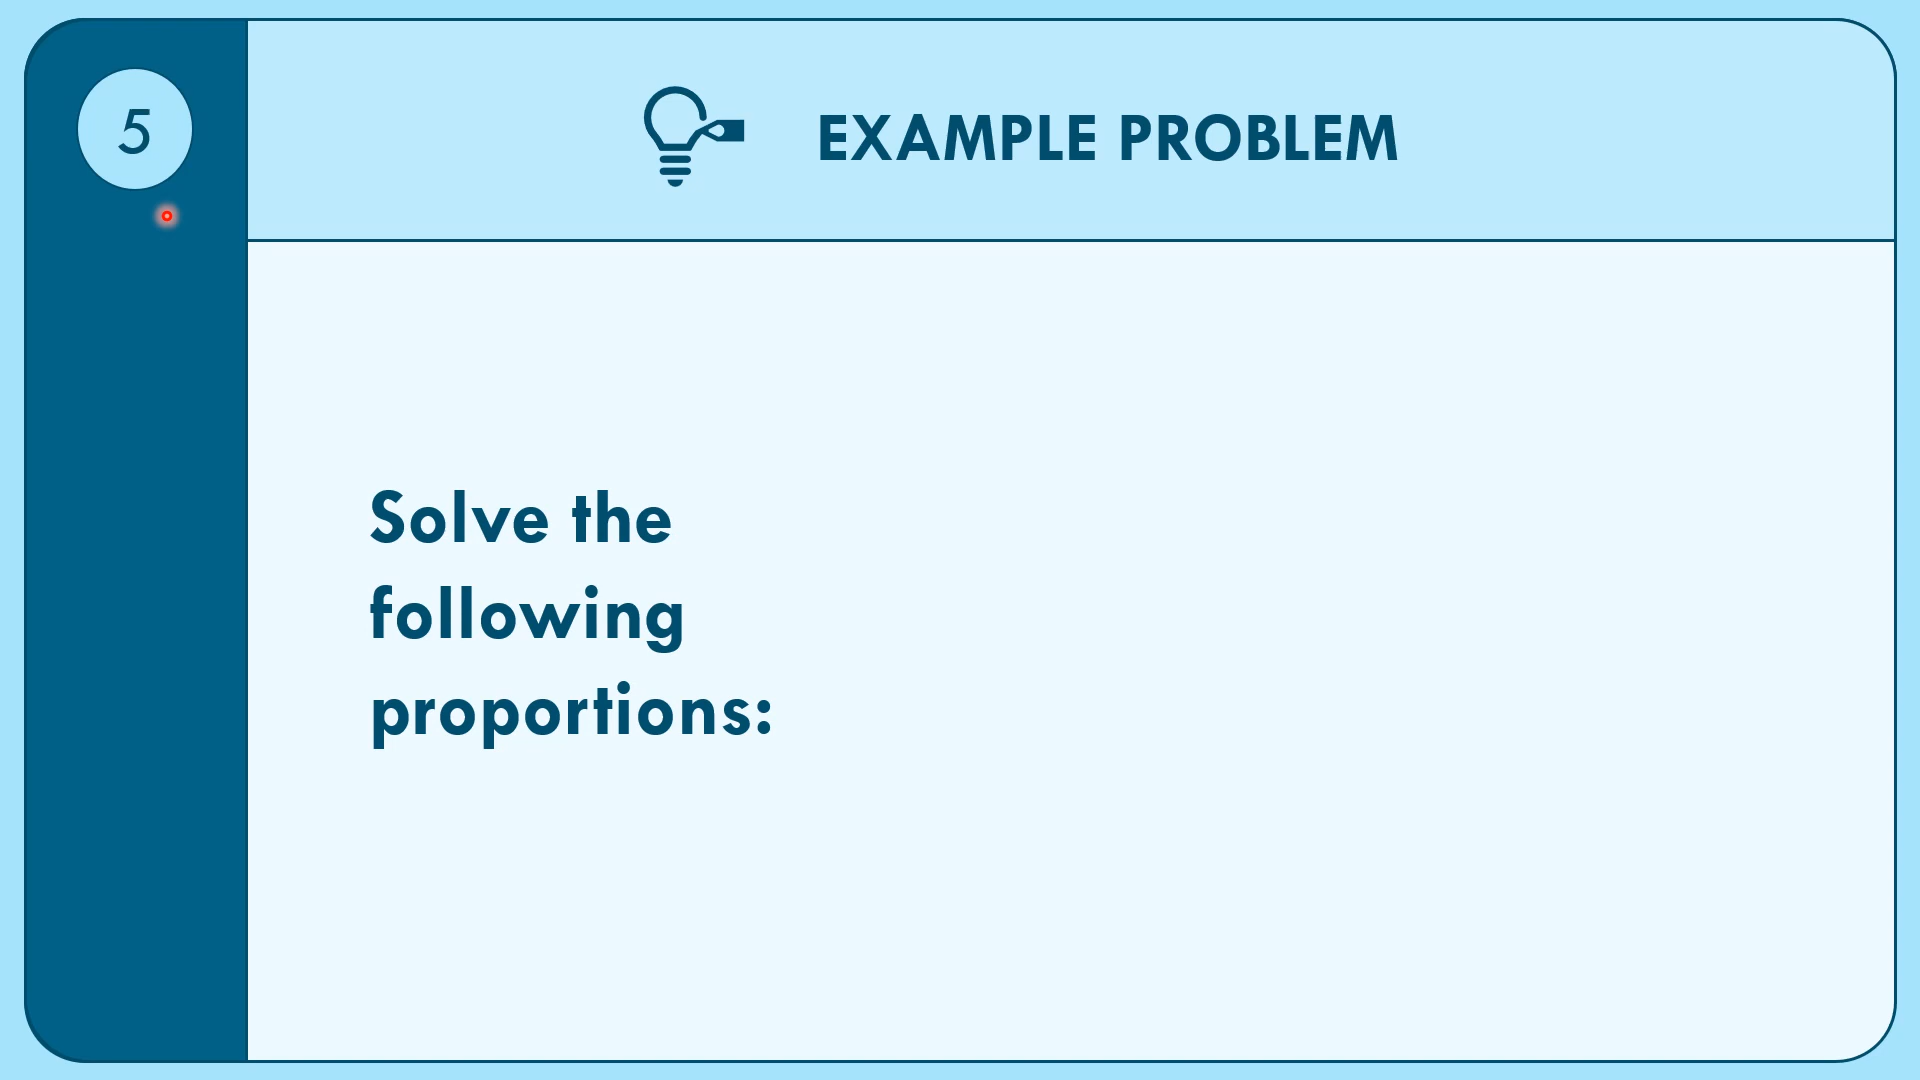 5
EXAMPLE PROBLEM
Solve the
following
proportions: